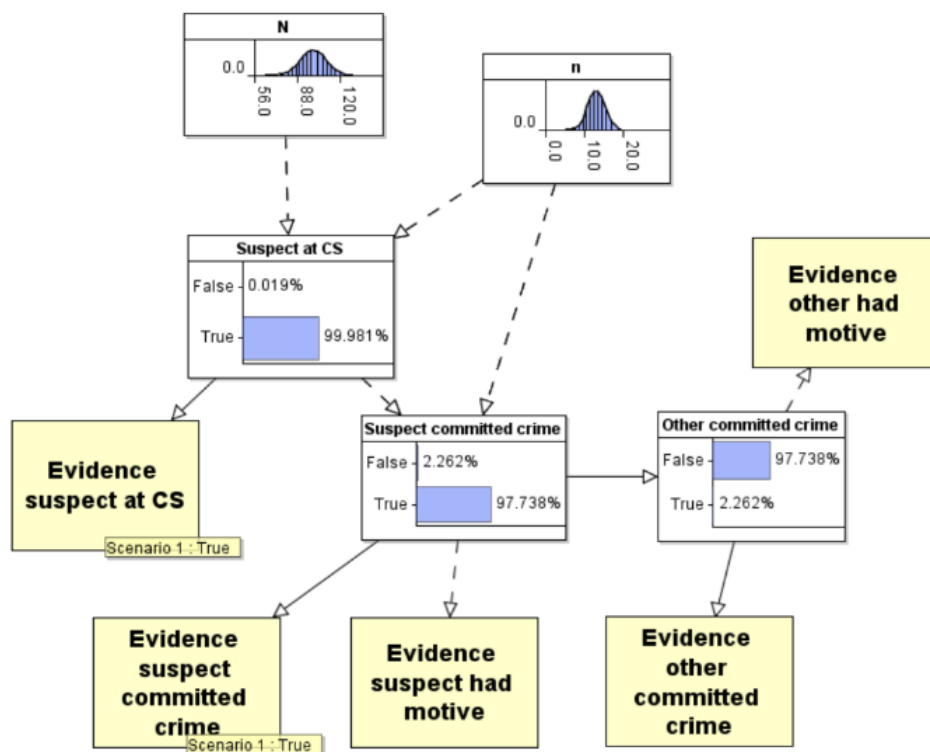 N
0.0
56.0
88.0
120.0
n
0.0
0.0
10.0
20.0
Suspect at CS
False
0.019%
True
99.981%
Evidence
other had
motive
Evidence
suspect at CS
Scenario 1 : True
Suspect committed crime
False
2.262%
True
97.738%
Other committed crime
False
97.738%
True
2.262%
Evidence
suspect
committed
crime
Scenario 1 : True
Evidence
suspect had
motive
Evidence
other
committed
crime